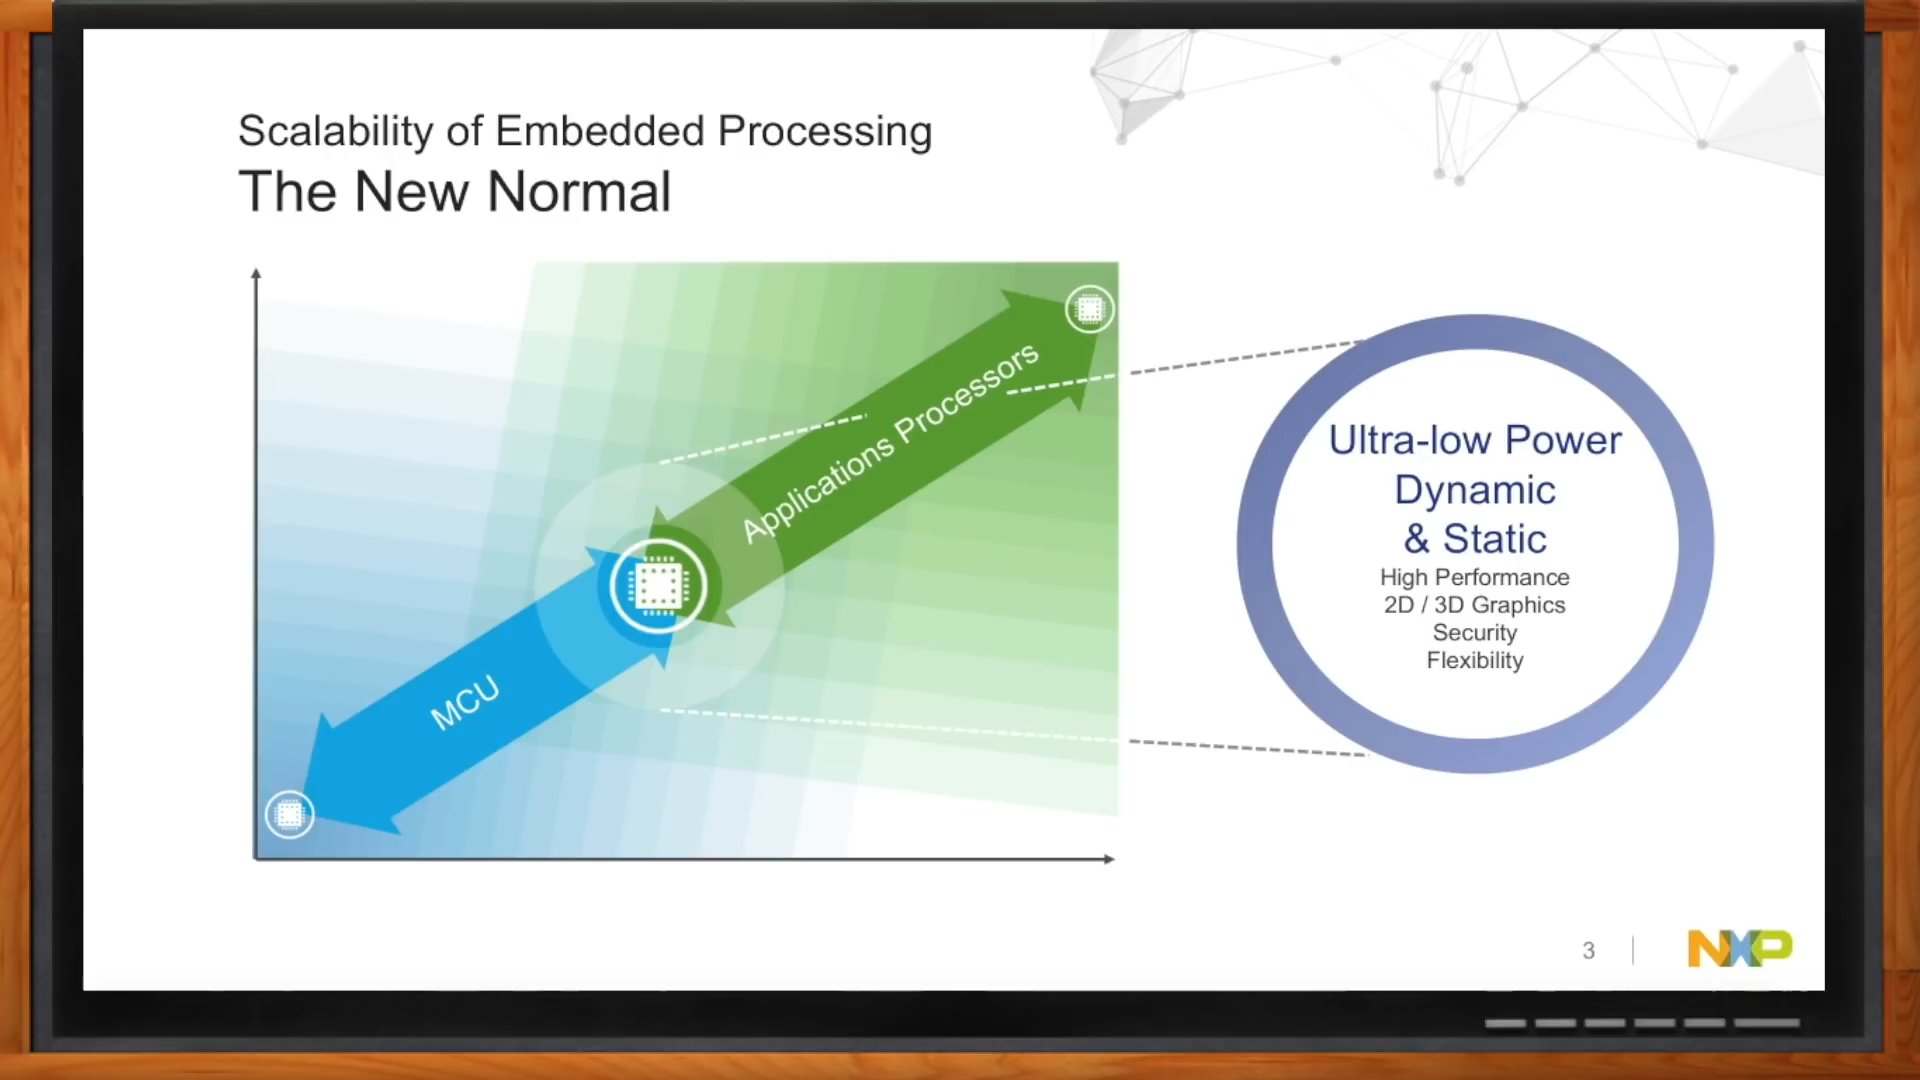 Scalability of Embedded Processing
The New Normal
Applications Processors
MCU
Ultra-low Power
Dynamic
& Static
High Performance
2D / 3D Graphics
Security
Flexibility
3
NXP